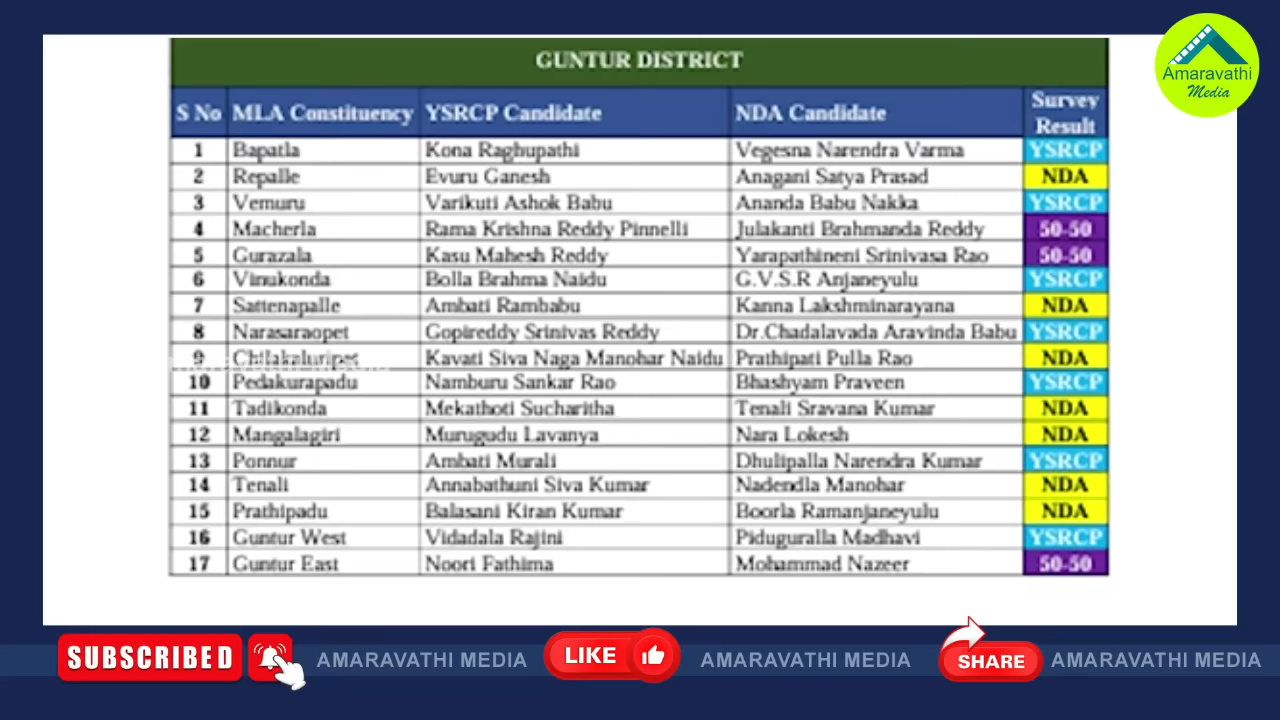 GUNTUR DISTRICT
S No MLA Constituency YSRCP Candidate NDA Candidate Survey Result
1 Bapatla Kona Raghupathi Vegesna Narendra Varma YSRCP
2 Repalle Evuru Ganesh Anagani Satya Prasad NDA
3 Vemuru Varikuti Ashok Babu Ananda Babu Nakka YSRCP
4 Macherla Rama Krishna Reddy Pinnelli Julakanti Brahmanda Reddy 50-50
5 Gurazala Kasu Mahesh Reddy Yarapathineni Srinivasa Rao 50-50
6 Vinukonda Bolla Brahma Naidu G.V.S.R Anjaneyulu YSRCP
7 Sattenapalle Ambati Rambabu Kanna Lakshminarayana NDA
8 Narasaraopet Gopireddy Srinivas Reddy Dr.Chadalavada Aravinda Babu YSRCP
9 Chilakaluripet Kavati Siva Naga Manohar Naidu Prathipati Pulla Rao NDA
10 Pedakurapadu Namburu Sankar Rao Bhashyam Praveen YSRCP
11 Tadikonda Mekathoti Sucharitha Tenali Sravana Kumar NDA
12 Mangalagiri Murugudu Lavanya Nara Lokesh NDA
13 Ponnur Ambati Murali Dhulipalla Narendra Kumar YSRCP
14 Tenali Annabathuni Siva Kumar Nadendla Manohar NDA
15 Prathipadu Balasani Kiran Kumar Boorla Ramanjaneyulu NDA
16 Guntur West Vidadala Rajini Piduguralla Madhavi YSRCP
17 Guntur East Noori Fathima Mohammad Nazeer 50-50
Amaravathi
Media
SUBSCRIBED AMARAVATHI MEDIA LIKE AMARAVATHI MEDIA SHARE AMARAVATHI MEDIA